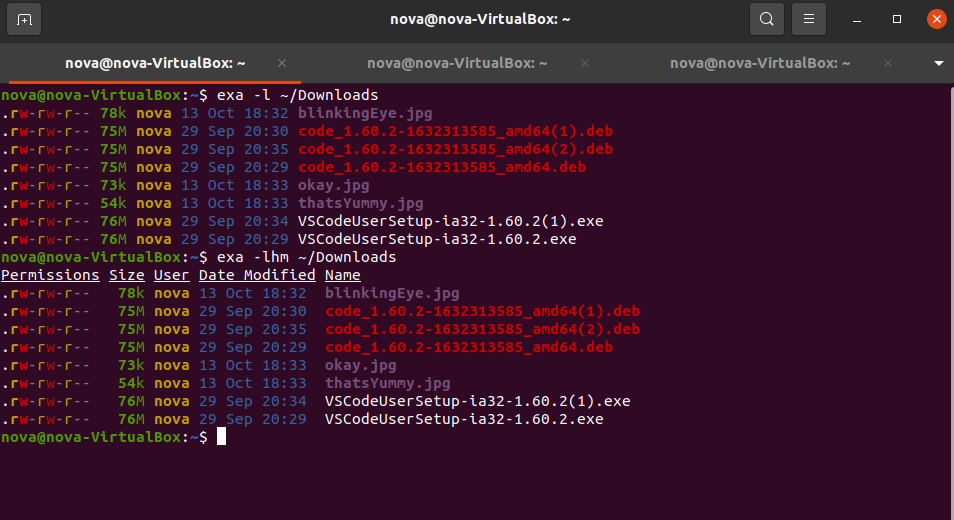 nova@nova-VirtualBox: ~
nova@nova-VirtualBox: ~ nova@nova-VirtualBox: ~ nova@nova-VirtualBox: ~
nova@nova-VirtualBox:~$ exa -l ~/Downloads
.rw-rw-r-- 78k nova 13 Oct 18:32 blinkingEye.jpg
.rw-rw-r-- 75M nova 29 Sep 20:30 code_1.60.2-1632313585_amd64(1).deb
.rw-rw-r-- 75M nova 29 Sep 20:35 code_1.60.2-1632313585_amd64(2).deb
.rw-rw-r-- 75M nova 29 Sep 20:29 code_1.60.2-1632313585_amd64.deb
.rw-rw-r-- 73k nova 13 Oct 18:33 okay.jpg
.rw-rw-r-- 54k nova 13 Oct 18:33 thatsYummy.jpg
.rw-rw-r-- 76M nova 29 Sep 20:34 VSCodeUserSetup-ia32-1.60.2(1).exe
.rw-rw-r-- 76M nova 29 Sep 20:29 VSCodeUserSetup-ia32-1.60.2.exe
nova@nova-VirtualBox:~$ exa -lhm ~/Downloads
Permissions Size User Date Modified Name
.rw-rw-r-- 78k nova 13 Oct 18:32 blinkingEye.jpg
.rw-rw-r-- 75M nova 29 Sep 20:30 code_1.60.2-1632313585_amd64(1).deb
.rw-rw-r-- 75M nova 29 Sep 20:35 code_1.60.2-1632313585_amd64(2).deb
.rw-rw-r-- 75M nova 29 Sep 20:29 code_1.60.2-1632313585_amd64.deb
.rw-rw-r-- 73k nova 13 Oct 18:33 okay.jpg
.rw-rw-r-- 54k nova 13 Oct 18:33 thatsYummy.jpg
.rw-rw-r-- 76M nova 29 Sep 20:34 VSCodeUserSetup-ia32-1.60.2(1).exe
.rw-rw-r-- 76M nova 29 Sep 20:29 VSCodeUserSetup-ia32-1.60.2.exe
nova@nova-VirtualBox:~$